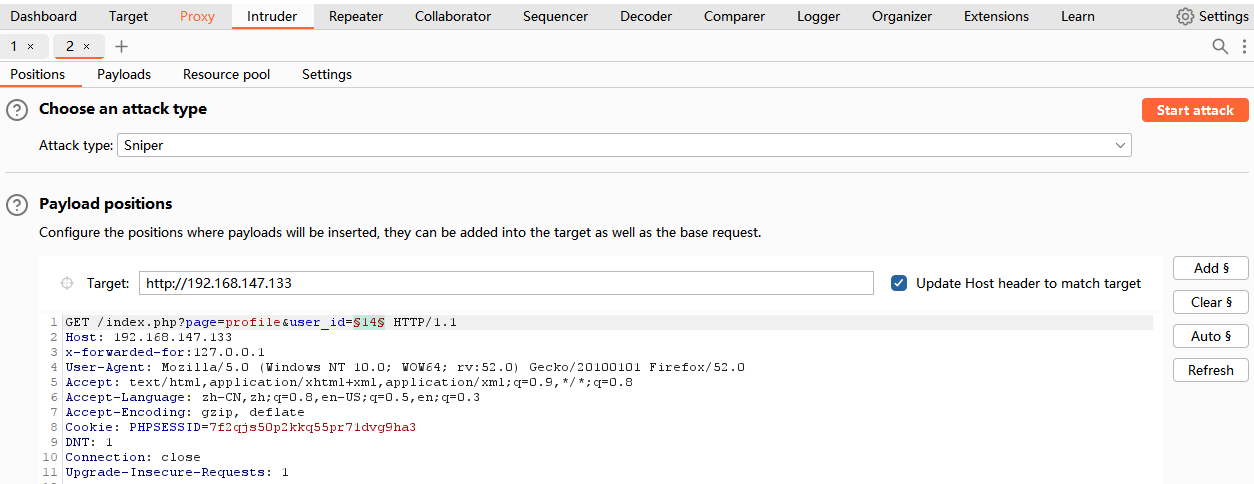 Dashboard Target Proxy Intruder Repeater Collaborator Sequencer Decoder Comparer Logger Organizer Extensions Learn Settings
1 × 2 × +
Positions Payloads Resource pool Settings
? Choose an attack type Start attack
Attack type: Sniper
? Payload positions
Configure the positions where payloads will be inserted, they can be added into the target as well as the base request.
Target: http://192.168.147.133 Update Host header to match target
Add §
Clear §
Auto §
Refresh
1 GET /index.php?page=profile&user_id=§14§ HTTP/1.1
2 Host: 192.168.147.133
3 x-forwarded-for:127.0.0.1
4 User-Agent: Mozilla/5.0 (Windows NT 10.0; WOW64; rv:52.0) Gecko/20100101 Firefox/52.0
5 Accept: text/html,application/xhtml+xml,application/xml;q=0.9,*/*;q=0.8
6 Accept-Language: zh-CN,zh;q=0.8,en-US;q=0.5,en;q=0.3
7 Accept-Encoding: gzip, deflate
8 Cookie: PHPSESSID=7f2qjs50p2kkq55pr71dvg9ha3
9 DNT: 1
10 Connection: close
11 Upgrade-Insecure-Requests: 1